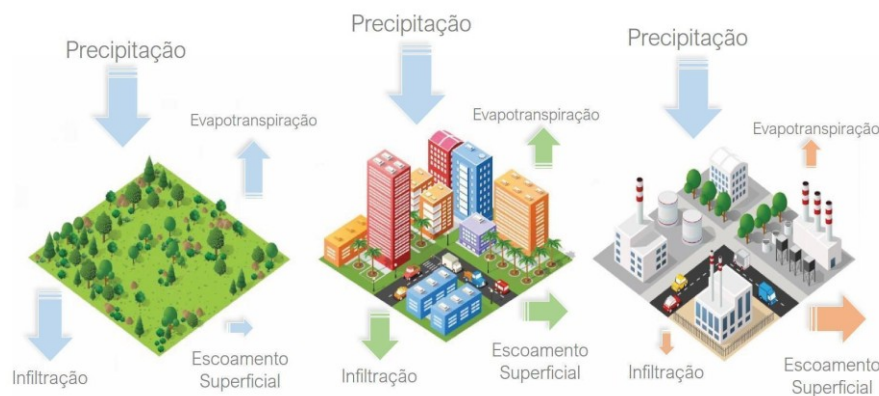 Precipitação
Evapotranspiração
Infiltração
Escoamento
Superficial
Precipitação
Evapotranspiração
Infiltração
Escoamento
Superficial
Precipitação
Evapotranspiração
Infiltração
Escoamento
Superficial